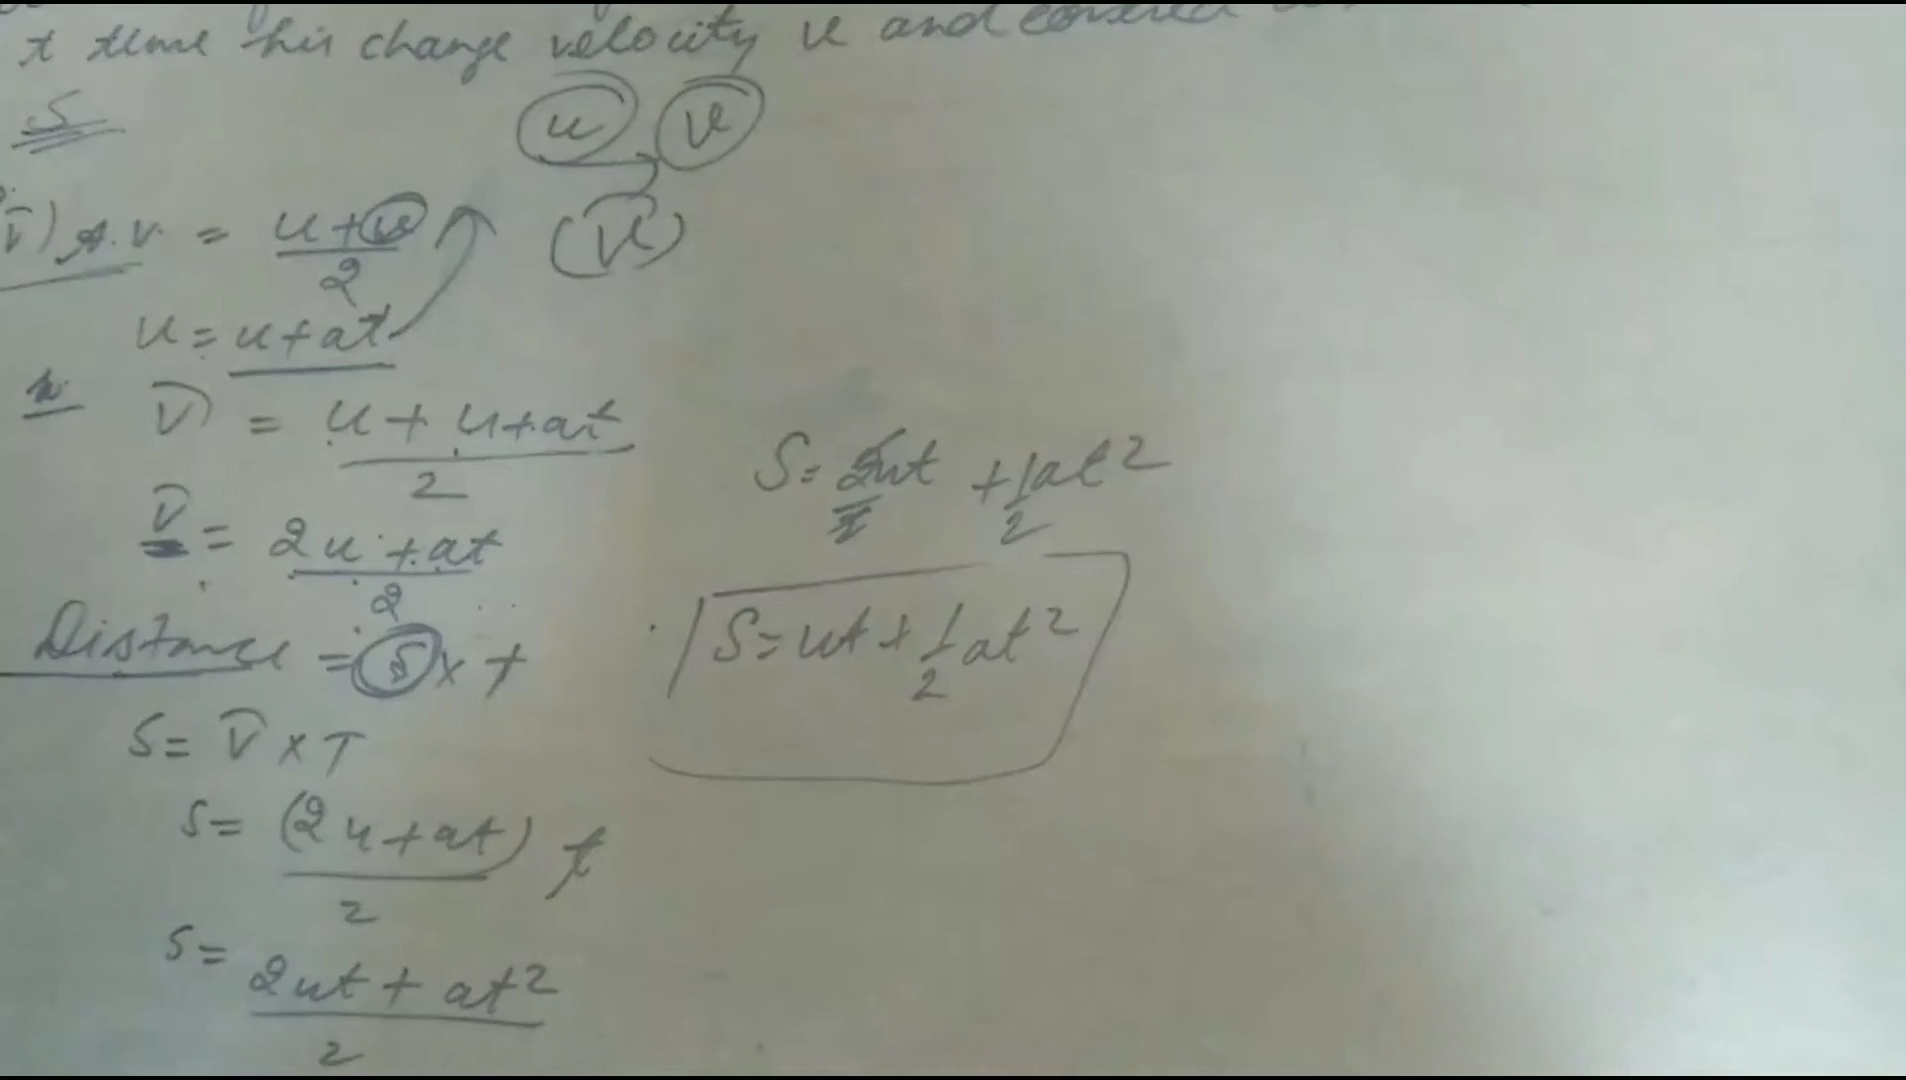 t time his change velocity v and covered
S
u v
(v̅)
v̅) A.V. = u+v/2
v = u+at
v̅ = u+u+at/2
v̅ = 2u+at/2
Distance = S x t
S = v̅ x T
S = (2u+at)/2 t
S = 2ut+at²/2
S = 2ut/2 + 1/2 at²
S = ut + 1/2 at²